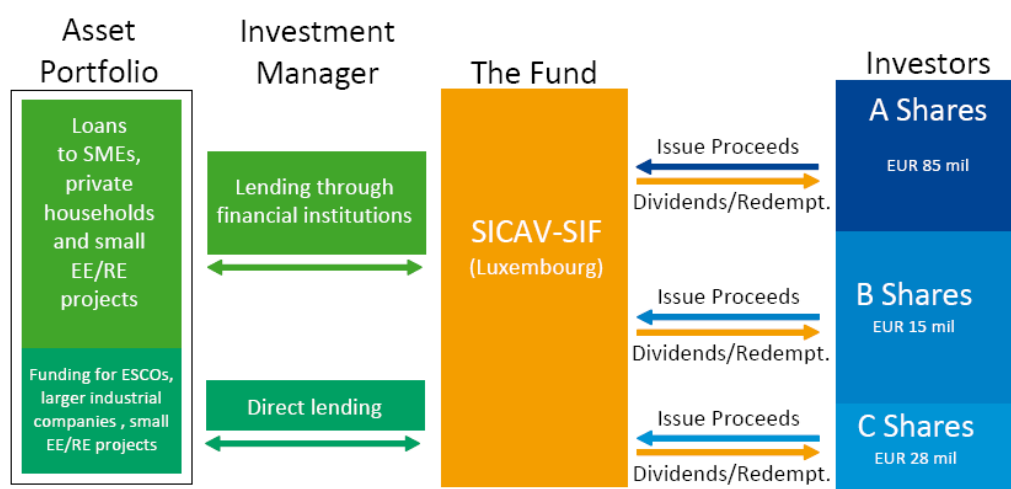 Asset
Portfolio
Loans
to SMEs,
private
households
and small
EE/RE
projects
Funding for ESCOs,
larger industrial
companies , small
EE/RE projects
Investment
Manager
Lending through
financial institutions
Direct lending
The Fund
SICAV-SIF
(Luxembourg)
Issue Proceeds
Dividends/Redempt.
Issue Proceeds
Dividends/Redempt.
Issue Proceeds
Dividends/Redempt.
Investors
A Shares
EUR 85 mil
B Shares
EUR 15 mil
C Shares
EUR 28 mil